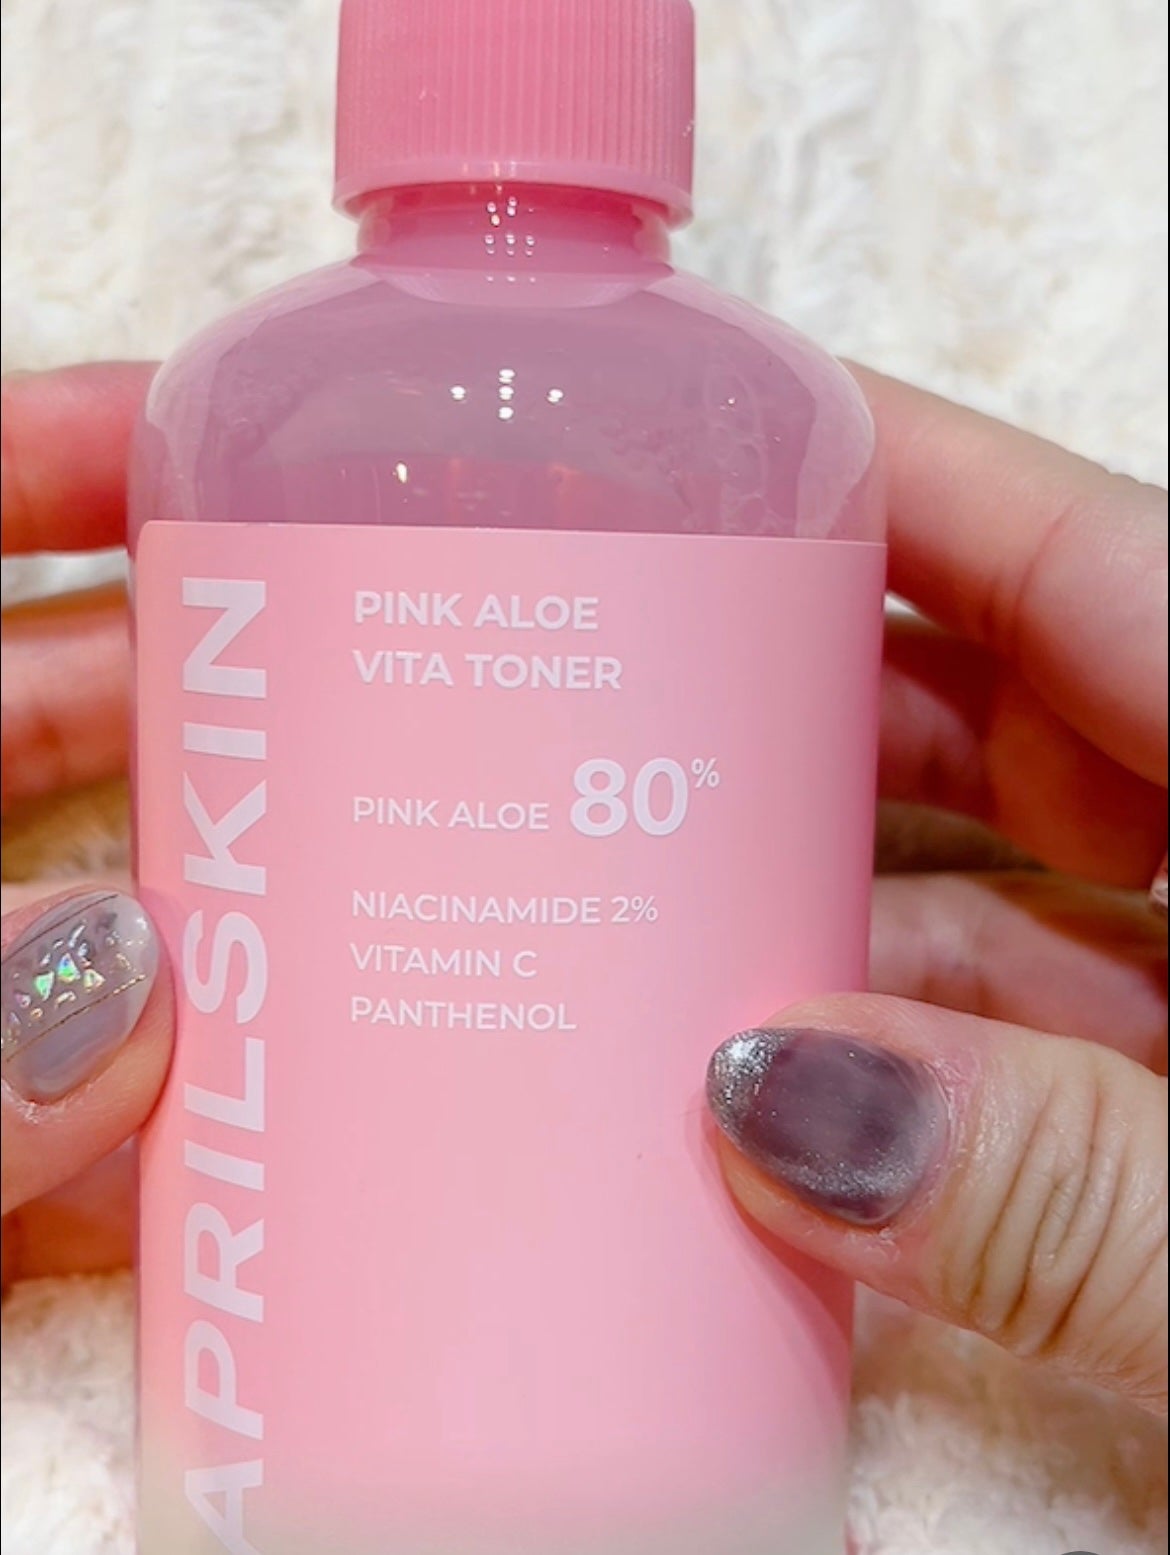 APRILSKIN
PINK ALOE
VITA TONER
PINK ALOE 80%
NIACINAMIDE 2%
VITAMIN C
PANTHENOL